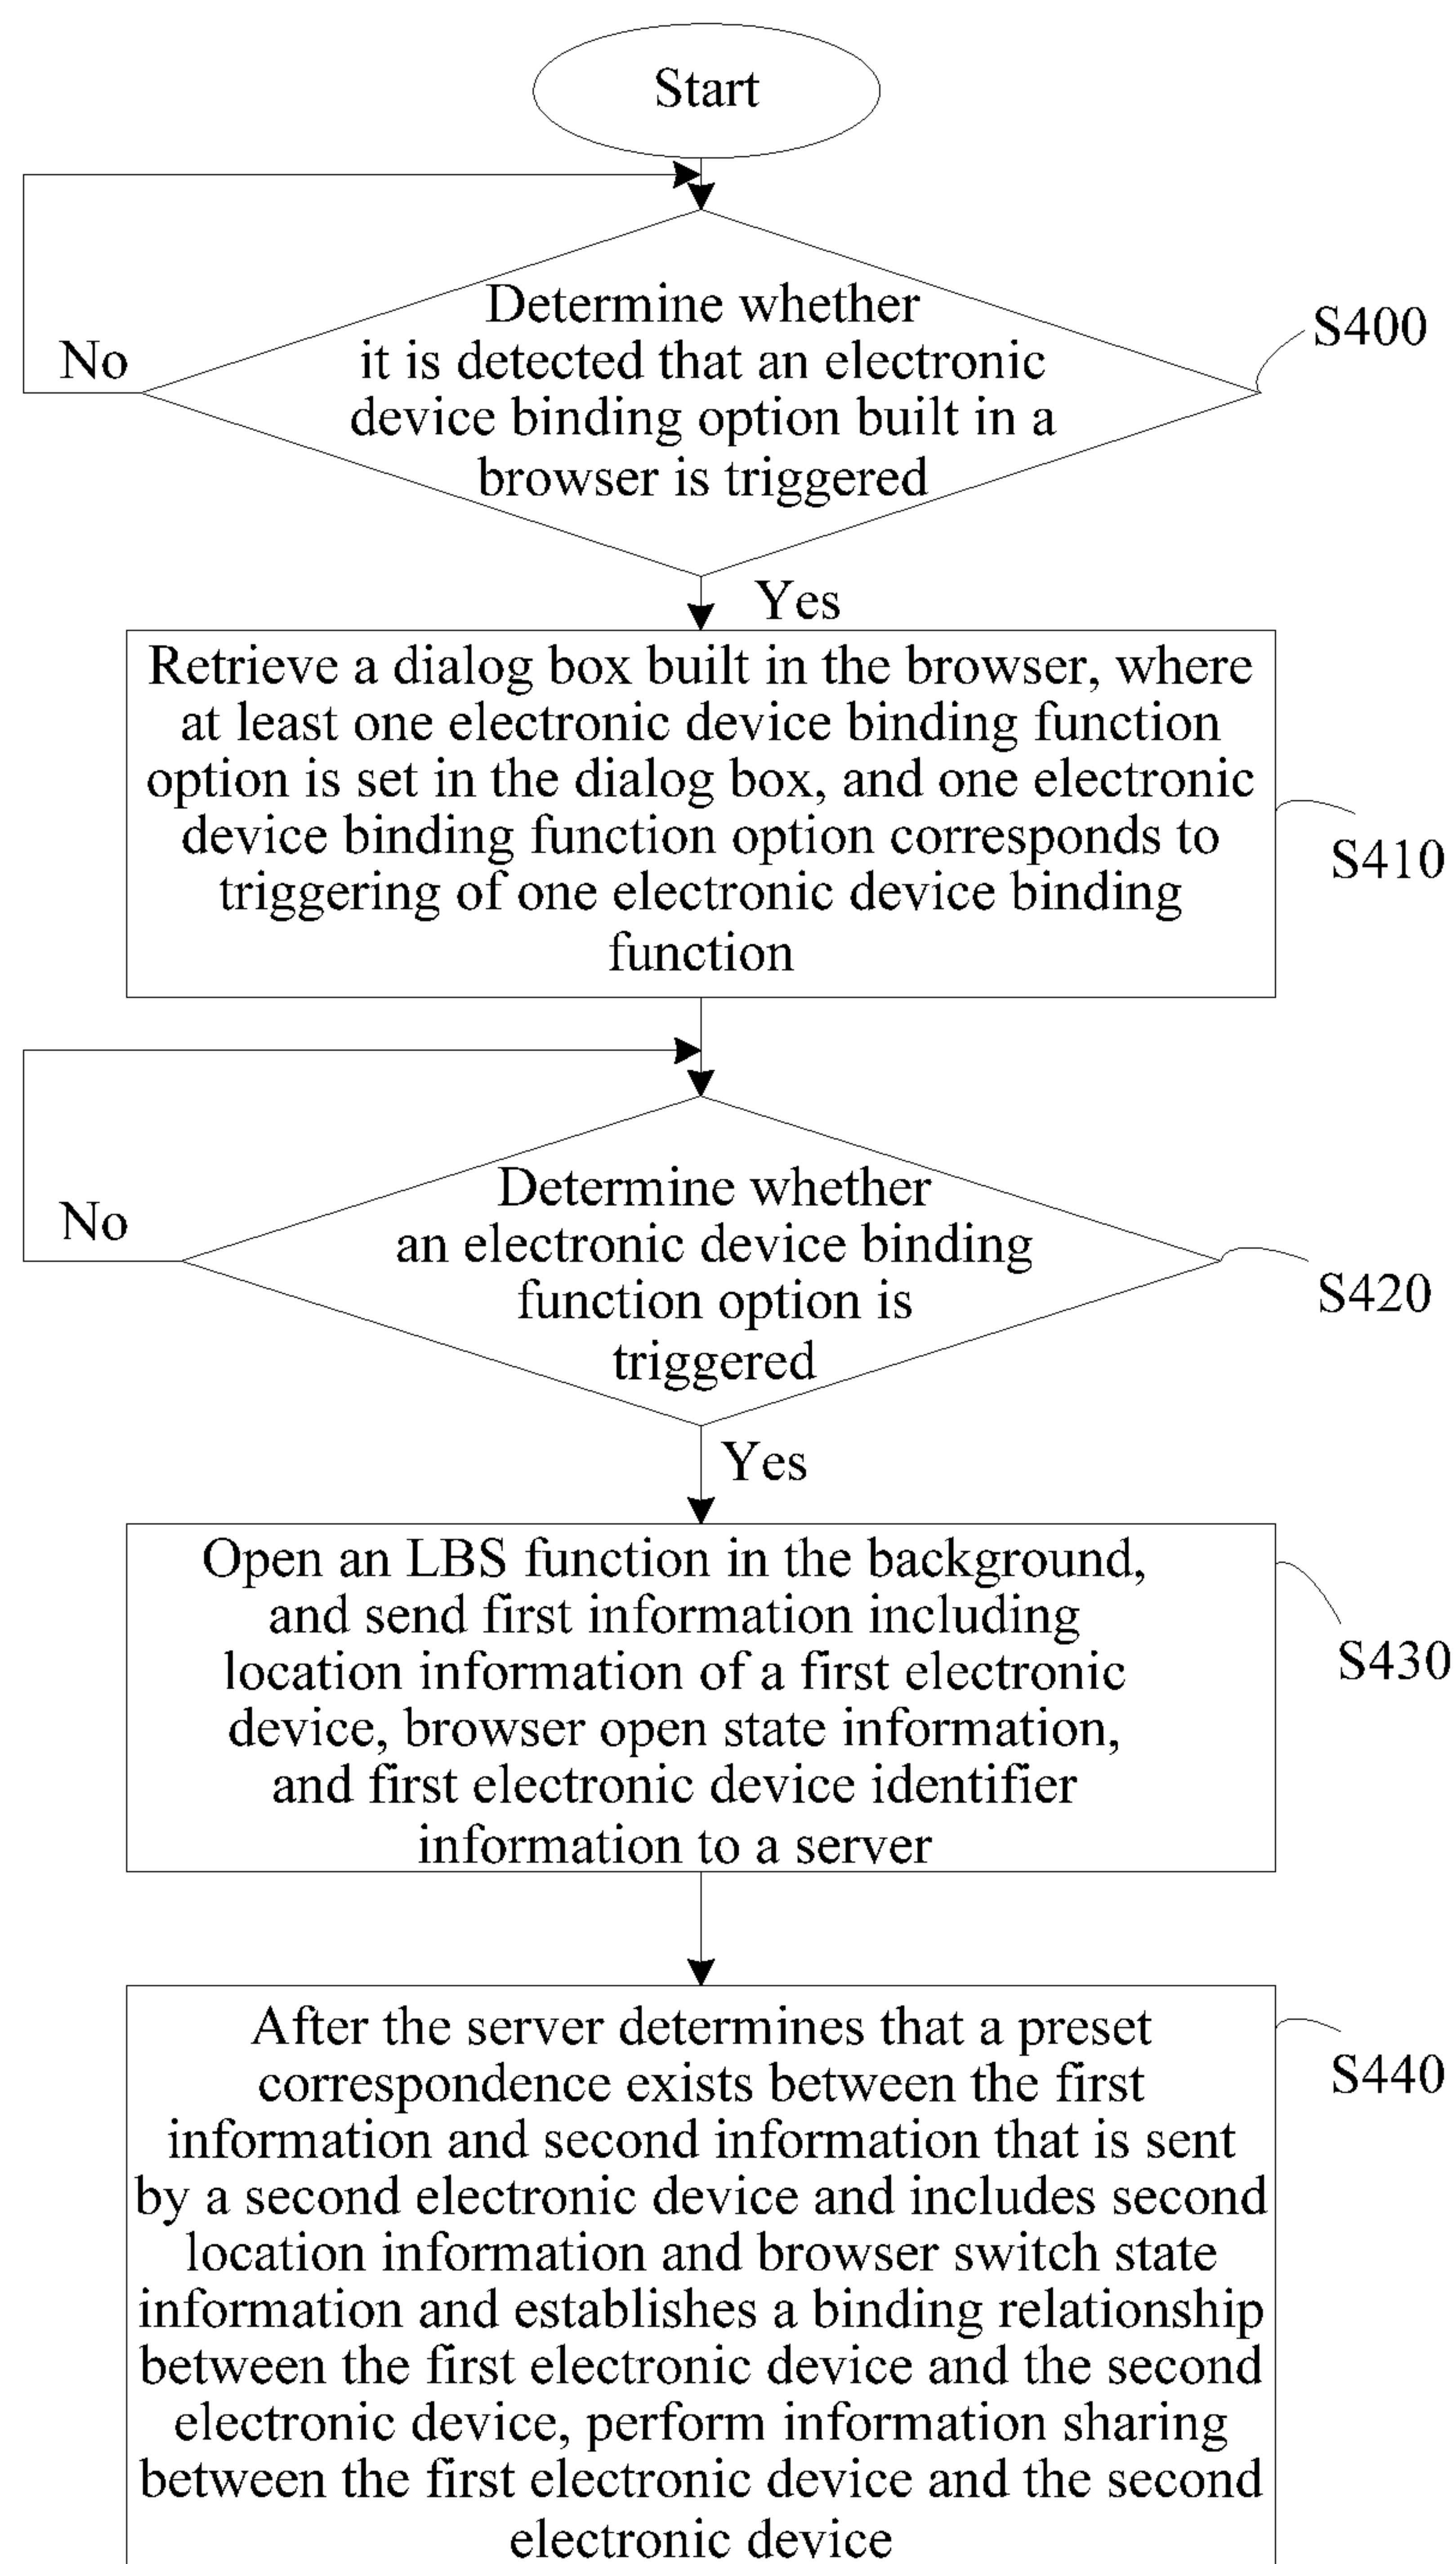 Start
Determine whether
it is detected that an electronic
device binding option built in a
browser is triggered
S400
No
Yes
Retrieve a dialog box built in the browser, where
at least one electronic device binding function
option is set in the dialog box, and one electronic
device binding function option corresponds to
triggering of one electronic device binding
function
S410
Determine whether
an electronic device binding
function option is
triggered
No
S420
Yes
Open an LBS function in the background,
and send first information including
location information of a first electronic
device, browser open state information,
and first electronic device identifier
information to a server
S430
After the server determines that a preset
correspondence exists between the first
information and second information that is sent
by a second electronic device and includes second
location information and browser switch state
information and establishes a binding relationship
between the first electronic device and the second
electronic device, perform information sharing
between the first electronic device and the second
electronic device
S440